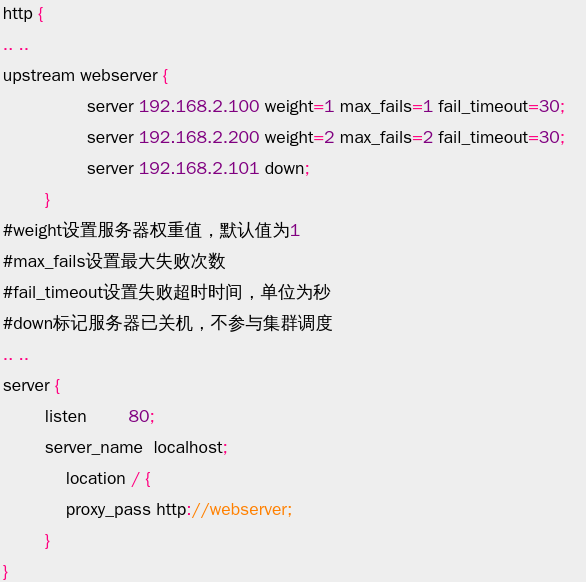 http {
.. ..
upstream webserver {
server 192.168.2.100 weight=1 max_fails=1 fail_timeout=30;
server 192.168.2.200 weight=2 max_fails=2 fail_timeout=30;
server 192.168.2.101 down;
}
#weight设置服务器权重值，默认值为1
#max_fails设置最大失败次数
#fail_timeout设置失败超时时间，单位为秒
#down标记服务器已关机，不参与集群调度
.. ..
server {
listen 80;
server_name localhost;
location / {
proxy_pass http://webserver;
}
}